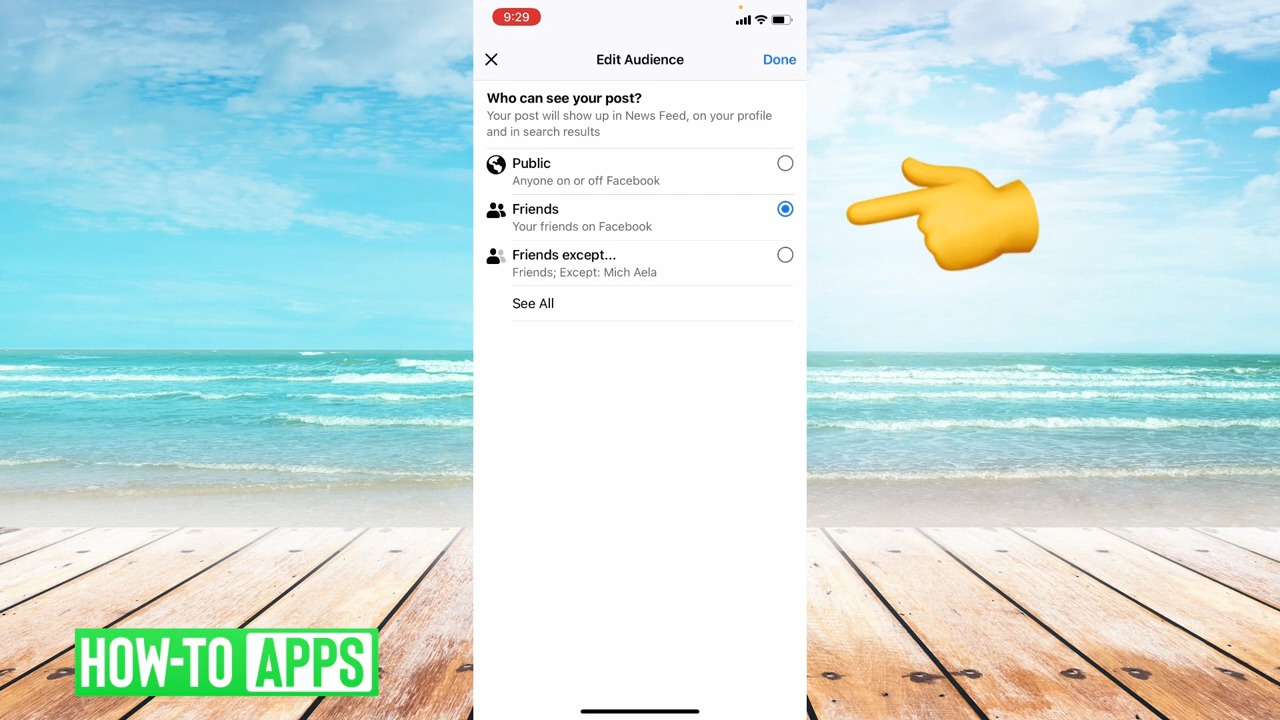 9:29
Edit Audience
Done
Who can see your post?
Your post will show up in News Feed, on your profile
and in search results
Public
Anyone on or off Facebook
Friends
Your friends on Facebook
Friends except...
Friends; Except: Mich Aela
See All
HOW-TO APPS